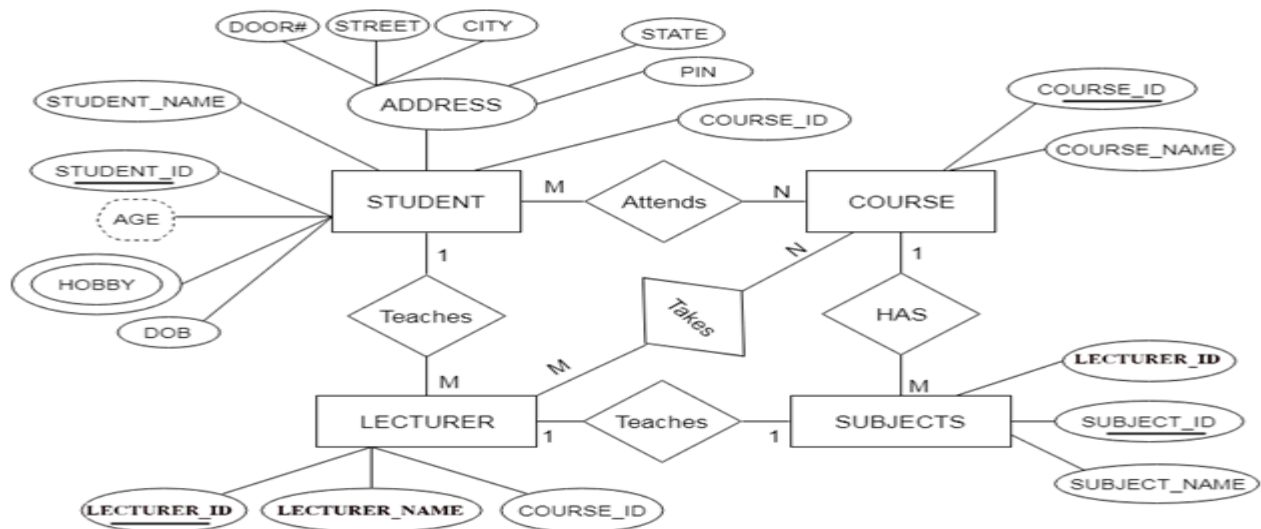 DOOR#
STREET
CITY
STATE
PIN
ADDRESS
STUDENT_NAME
COURSE_ID
COURSE_ID
COURSE_NAME
STUDENT_ID
AGE
HOBBY
DOB
STUDENT
M
Attends
N
COURSE
1
Teaches
M
N
Takes
M
1
HAS
M
LECTURER
1
Teaches
1
SUBJECTS
LECTURER_ID
SUBJECT_ID
SUBJECT_NAME
LECTURER_ID
LECTURER_NAME
COURSE_ID